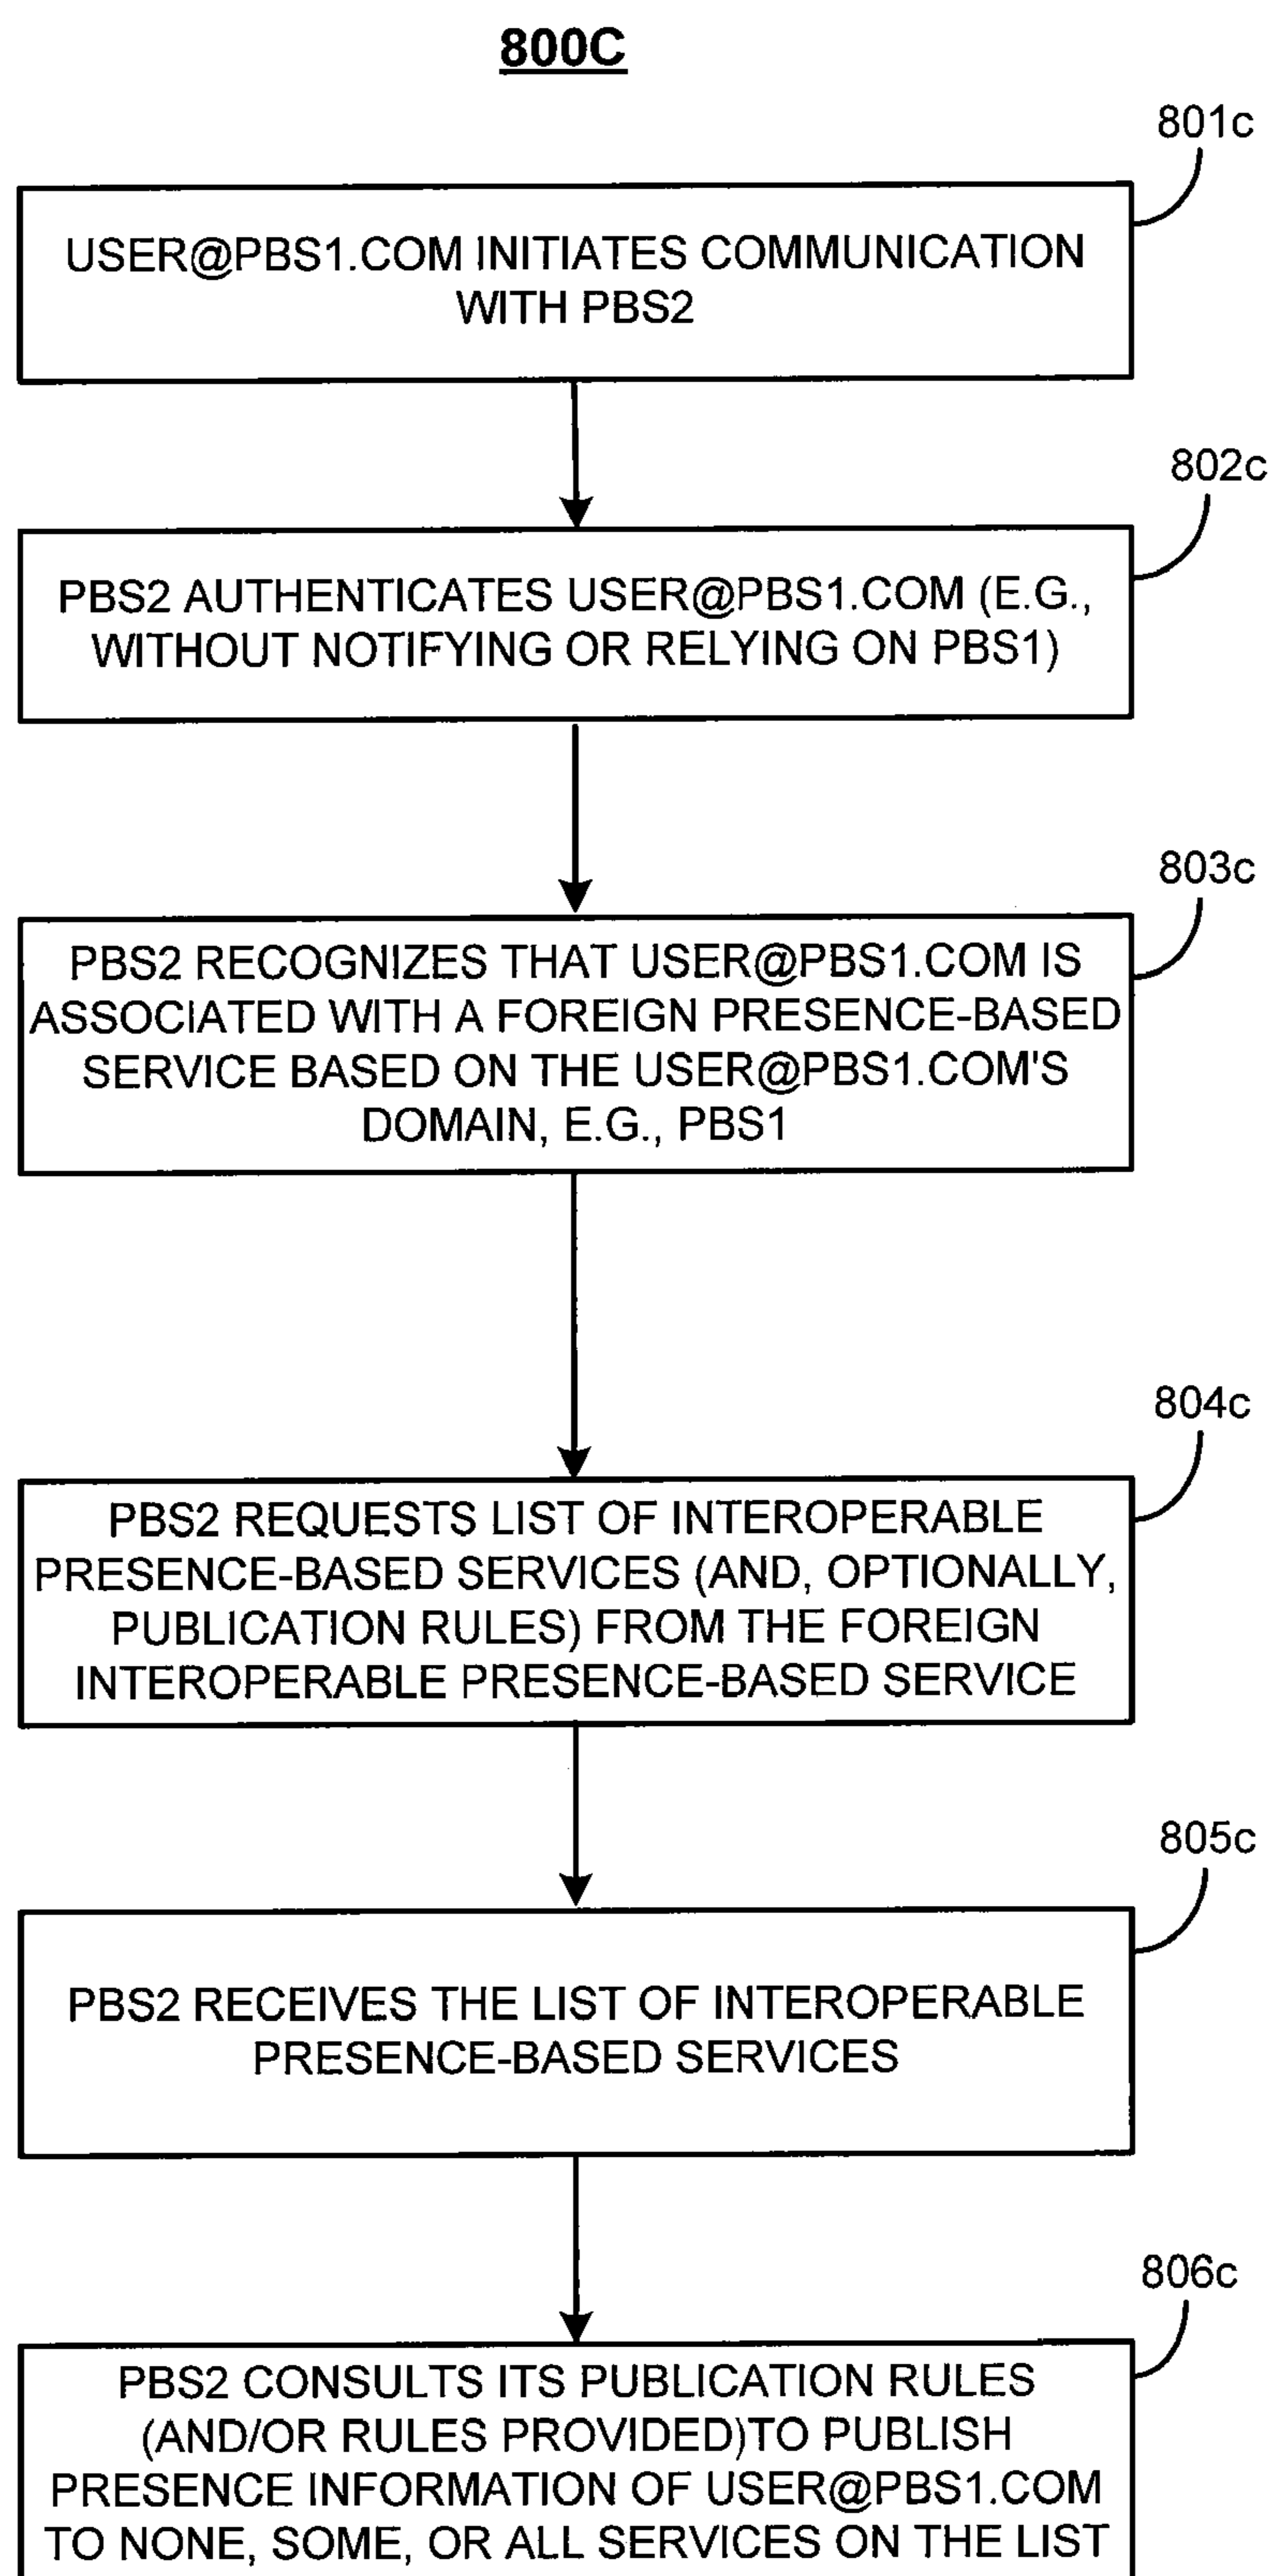 800C
801c
USER@PBS1.COM INITIATES COMMUNICATION
WITH PBS2
802c
PBS2 AUTHENTICATES USER@PBS1.COM (E.G.,
WITHOUT NOTIFYING OR RELYING ON PBS1)
803c
PBS2 RECOGNIZES THAT USER@PBS1.COM IS
ASSOCIATED WITH A FOREIGN PRESENCE-BASED
SERVICE BASED ON THE USER@PBS1.COM'S
DOMAIN, E.G., PBS1
804c
PBS2 REQUESTS LIST OF INTEROPERABLE
PRESENCE-BASED SERVICES (AND, OPTIONALLY,
PUBLICATION RULES) FROM THE FOREIGN
INTEROPERABLE PRESENCE-BASED SERVICE
805c
PBS2 RECEIVES THE LIST OF INTEROPERABLE
PRESENCE-BASED SERVICES
806c
PBS2 CONSULTS ITS PUBLICATION RULES
(AND/OR RULES PROVIDED)TO PUBLISH
PRESENCE INFORMATION OF USER@PBS1.COM
TO NONE, SOME, OR ALL SERVICES ON THE LIST